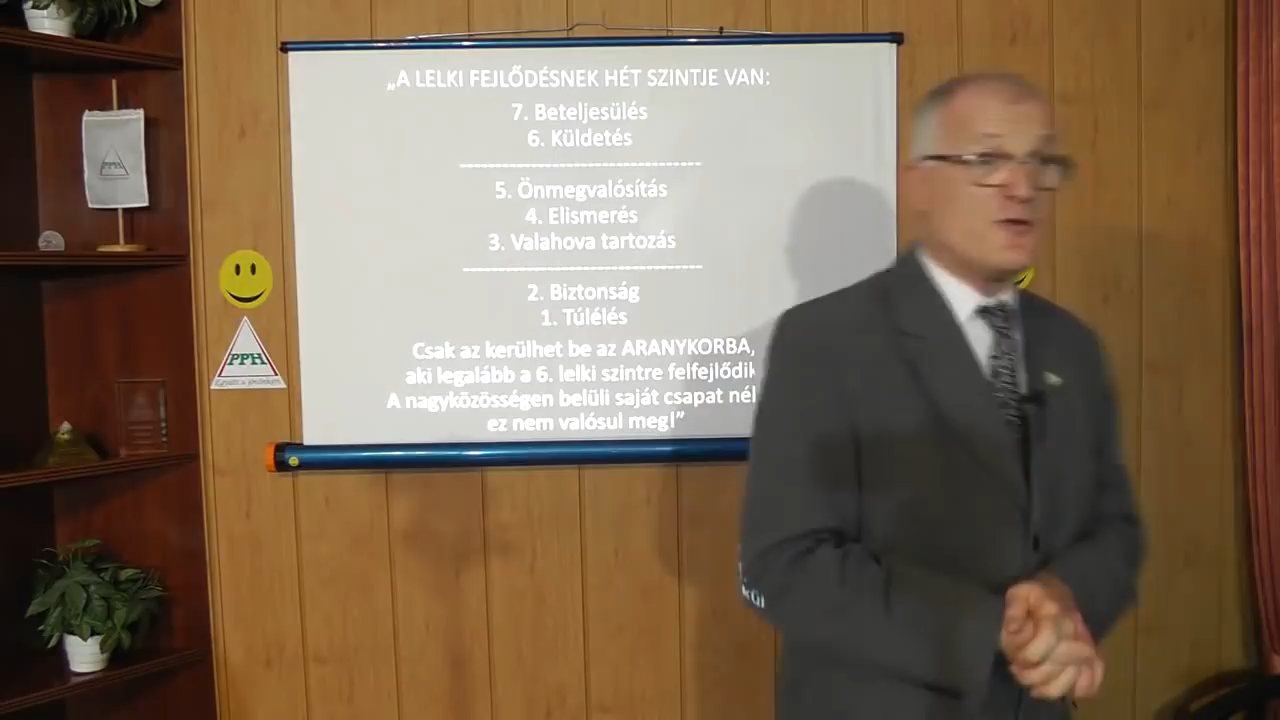 „A LELKI FEJLŐDÉSNEK HÉT SZINTJE VAN:
7. Beteljesülés
6. Küldetés
5. Önmegvalósítás
4. Elismerés
3. Valahova tartozás
2. Biztonság
1. Túlélés
Csak az kerülhet be az ARANYKORBA,
aki legalább a 6. lelki szintre felfejlődik
A nagyközösségen belüli saját csapat nél
kül
ez nem valósul meg!”
PPH
PPH